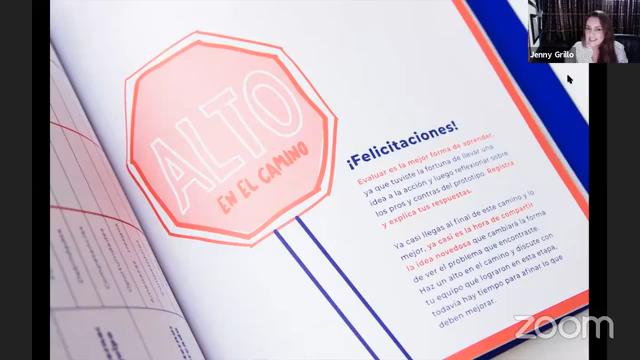 Jenny Grillo
ALTO
EN EL CAMINO
¡Felicitaciones!
Evaluar es la mejor forma de aprender,
ya que tuviste la fortuna de llevar una
idea a la acción y luego reflexionar sobre
los pros y contras del prototipo. Registra
y explica tus respuestas.
Ya casi llegas al final de este camino y lo
mejor, ya casi es la hora de compartir
la idea novedosa que cambiará la forma
de ver el problema que encontraste.
Haz un alto en el camino y discute con
tu equipo qué lograron en esta etapa,
todavía hay tiempo para afinar lo que
deben mejorar.
zoom